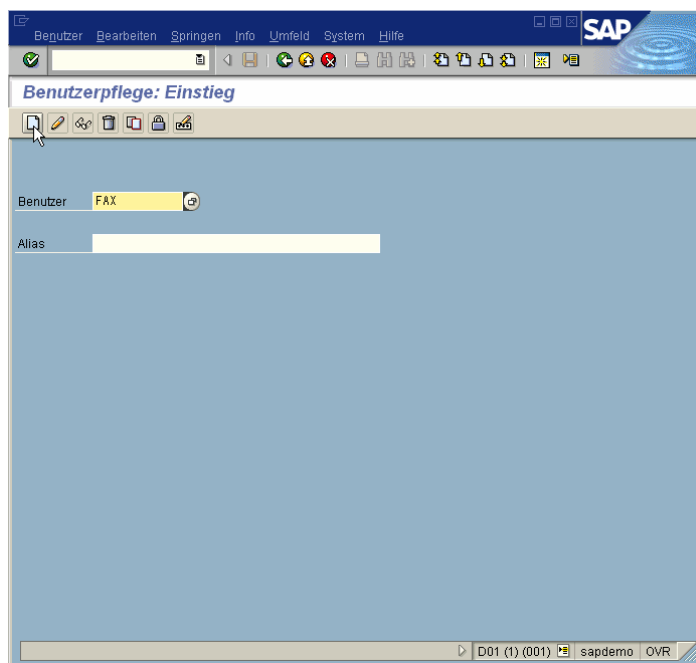 Benutzer Bearbeiten Springen Info Umfeld System Hilfe
SAP
Benutzerpflege: Einstieg
Benutzer FAX
Alias
D01 (1) (001) sapdemo OVR